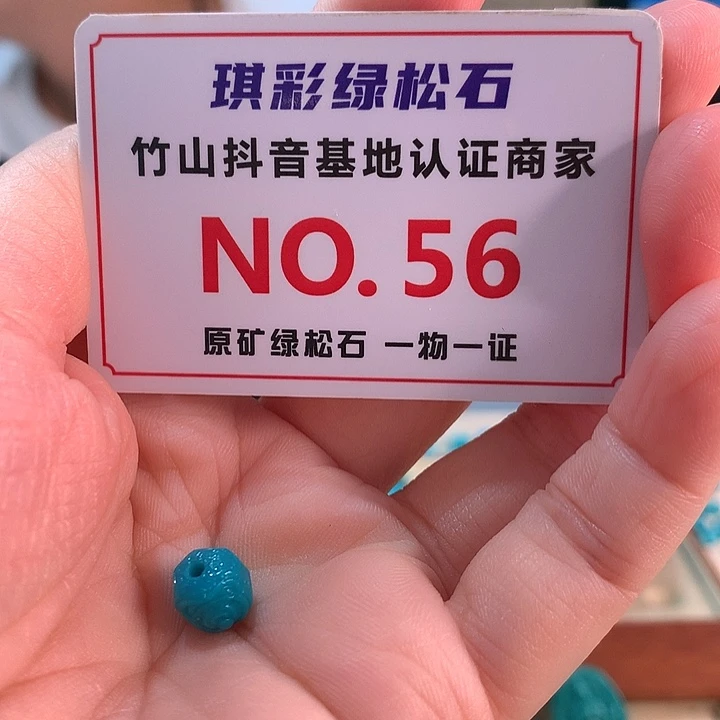 琪彩绿松石
竹山抖音基地认证商家
NO. 56
原矿绿松石 一物一证